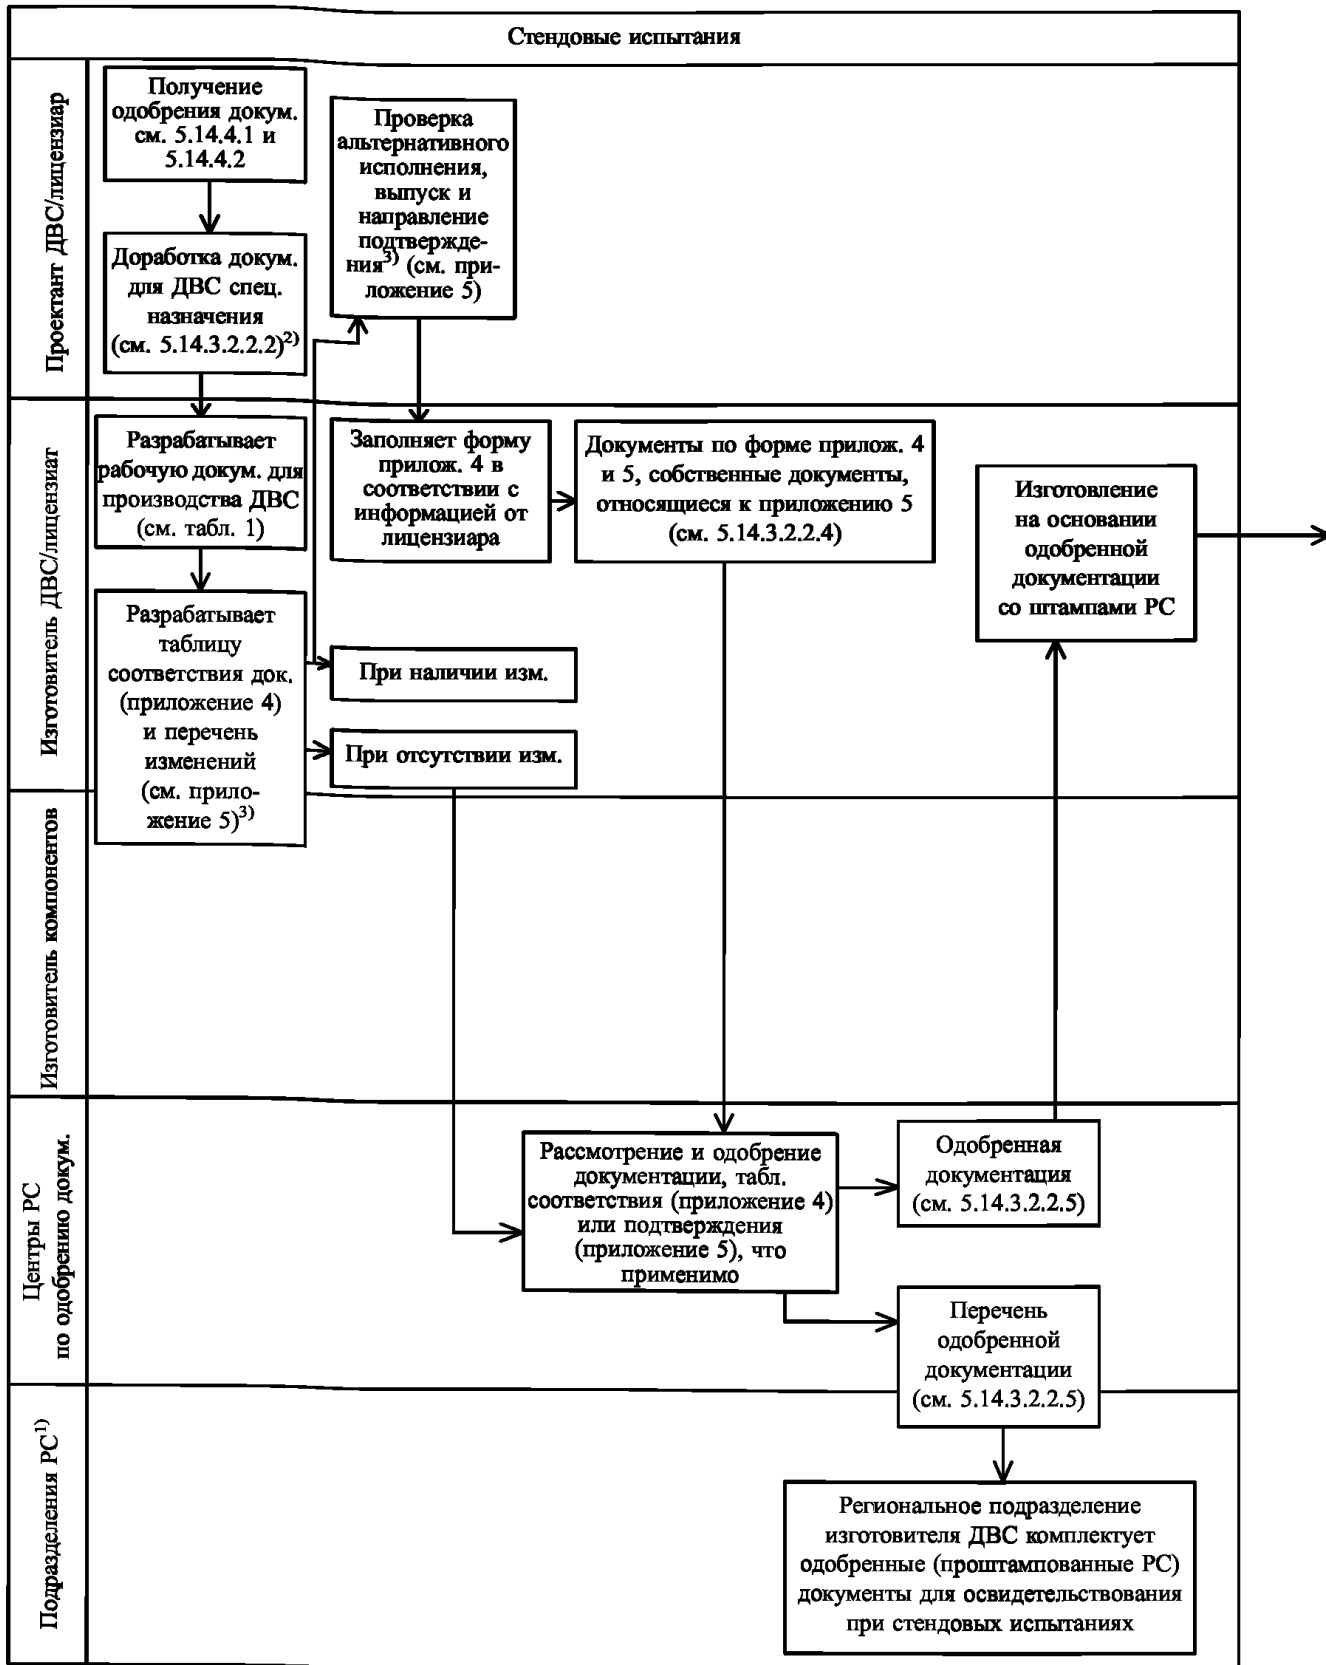 Стендовые испытания
Проектант ДВС/лицензиар
Получение
одобрения докум.
см. 5.14.4.1 и
5.14.4.2
Доработка докум.
для ДВС спец.
назначения
(см. 5.14.3.2.2.2)2)
Проверка
альтернативного
исполнения,
выпуск и
направление
подтвержде-
ния3) (см. при-
ложение 5)
Изготовитель ДВС/лицензиат
Разрабатывает
рабочую докум. для
производства ДВС
(см. табл. 1)
Разрабатывает
таблицу
соответствия док.
(приложение 4)
и перечень
изменений
(см. прило-
жение 5)3)
Заполняет форму
прилож. 4 в
соответствии с
информацией от
лицензиара
При наличии изм.
При отсутствии изм.
Документы по форме прилож. 4
и 5, собственные документы,
относящиеся к приложению 5
(см. 5.14.3.2.2.4)
Изготовление
на основании
одобренной
документации
со штампами РС
Изготовитель компонентов
Центры РС
по одобрению докум.
Рассмотрение и одобрение
документации, табл.
соответствия (приложение 4)
или подтверждения
(приложение 5), что
применимо
Одобренная
документация
(см. 5.14.3.2.2.5)
Перечень
одобренной
документации
(см. 5.14.3.2.2.5)
Подразделения РС1)
Региональное подразделение
изготовителя ДВС комплектует
одобренные (проштампованные РС)
документы для освидетельствования
при стендовых испытаниях